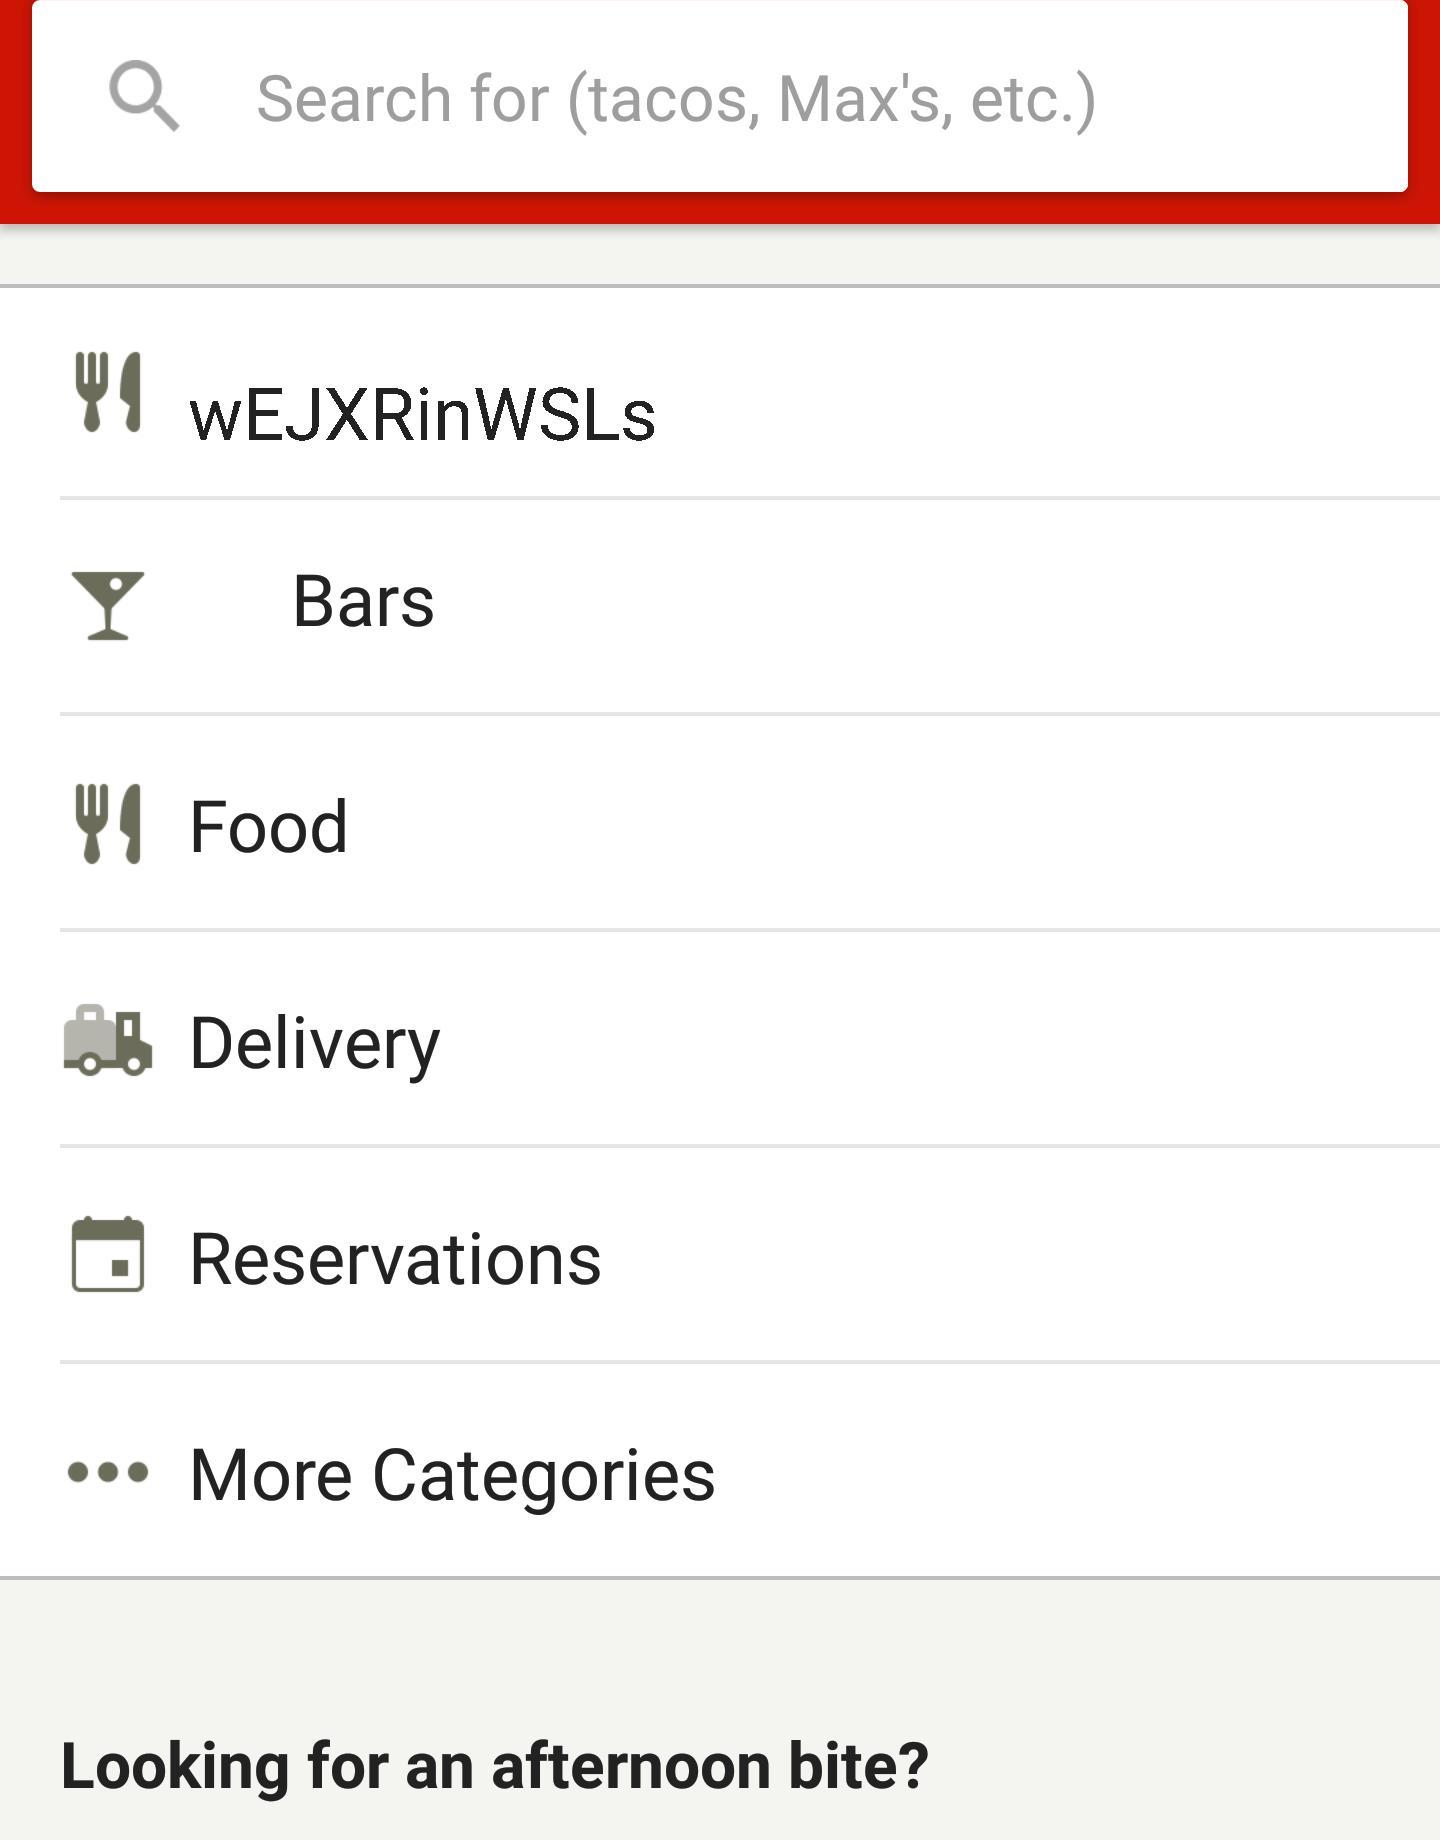 Search for (tacos, Max's, etc.)
wEJXRinWSLs
Bars
Food
Delivery
Reservations
More Categories
Looking for an afternoon bite?